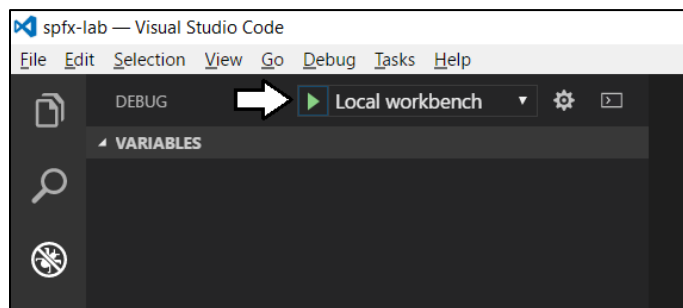 spfx-lab — Visual Studio Code
File Edit Selection View Go Debug Tasks Help
DEBUG Local workbench
VARIABLES